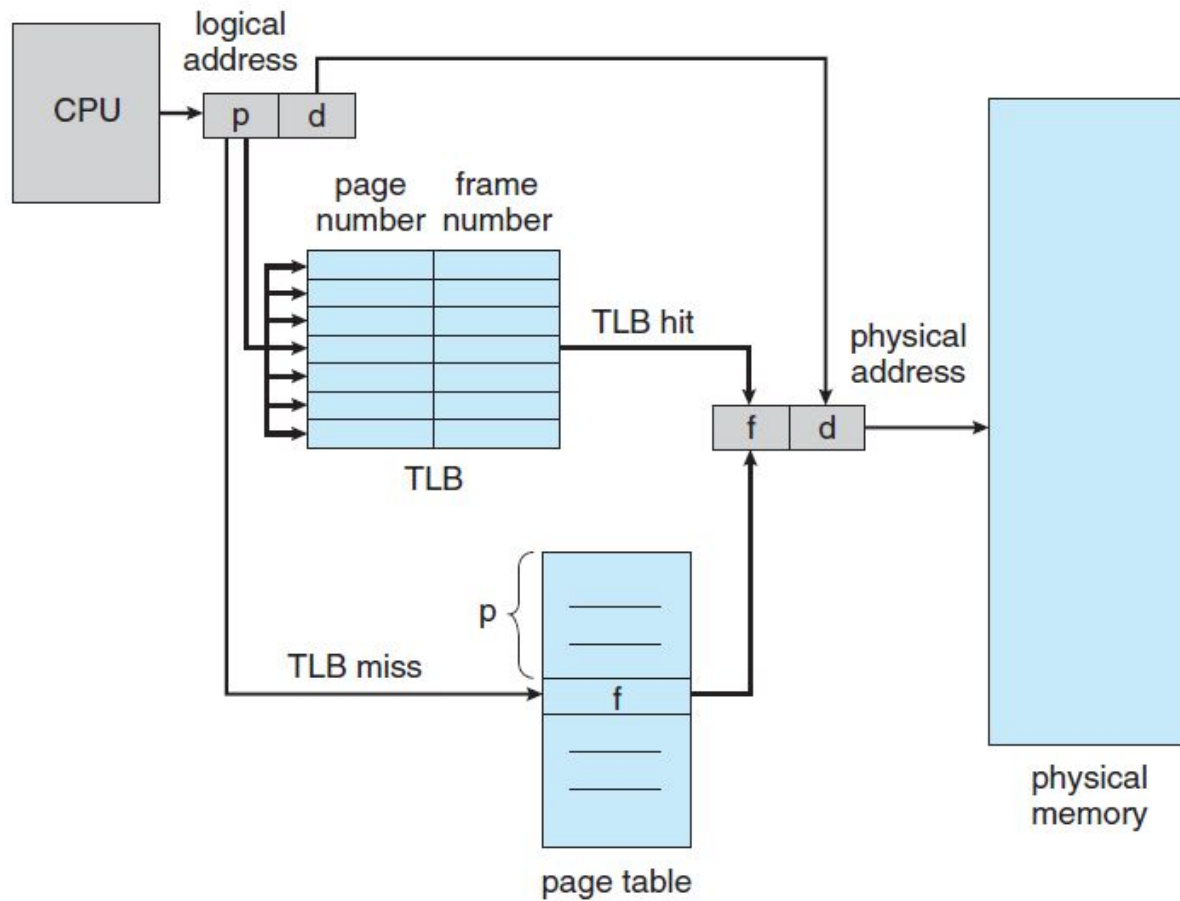 logical
address
CPU
p
d
page
number
frame
number
TLB hit
physical
address
f
d
TLB
p
TLB miss
f
physical
memory
page table